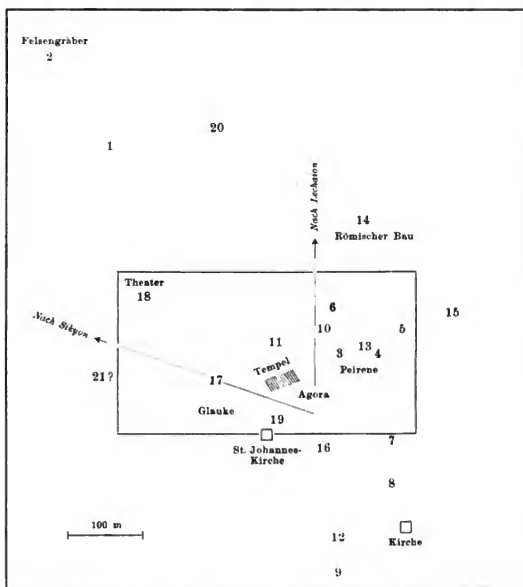 Felsengräber
2
20
1
Nach Lechaion
14
Römischer Bau
Theater
18
6
15
Nach Sikyon
10
5
11
13
3
4
Tempel
Peirene
21?
17
Agora
Glauke
19
St. Johannes-
Kirche
16
7
8
100 m
12
Kirche
9